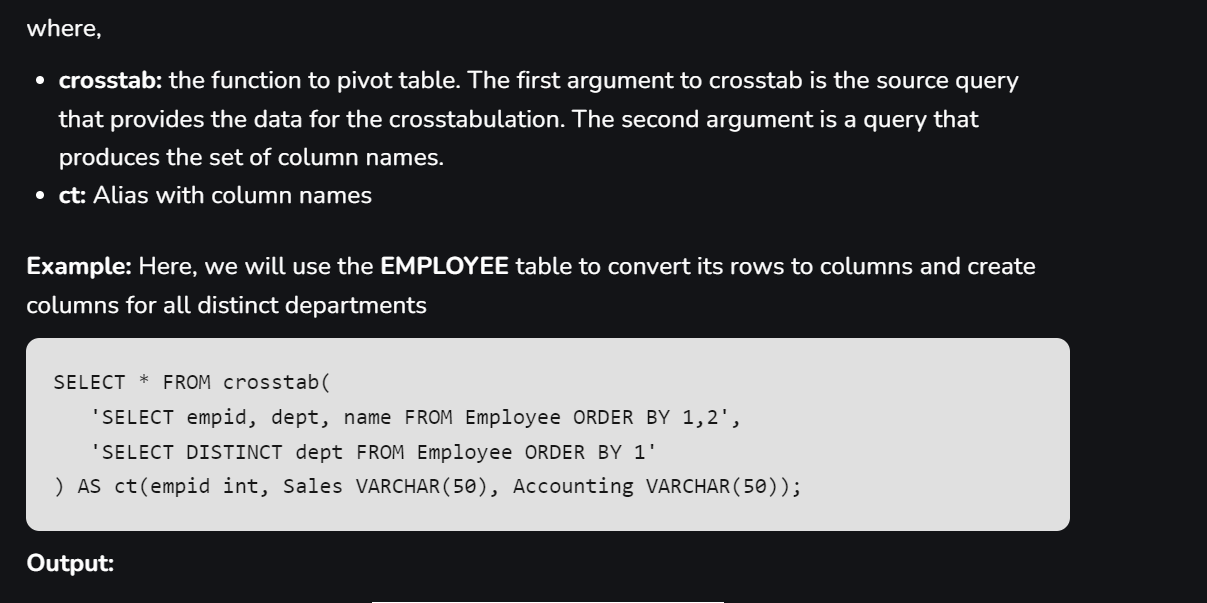 where,
• crosstab: the function to pivot table. The first argument to crosstab is the source query
that provides the data for the crosstabulation. The second argument is a query that
produces the set of column names.
• ct: Alias with column names
Example: Here, we will use the EMPLOYEE table to convert its rows to columns and create
columns for all distinct departments
SELECT * FROM crosstab(
   'SELECT empid, dept, name FROM Employee ORDER BY 1,2',
   'SELECT DISTINCT dept FROM Employee ORDER BY 1'
) AS ct(empid int, Sales VARCHAR(50), Accounting VARCHAR(50));
Output: